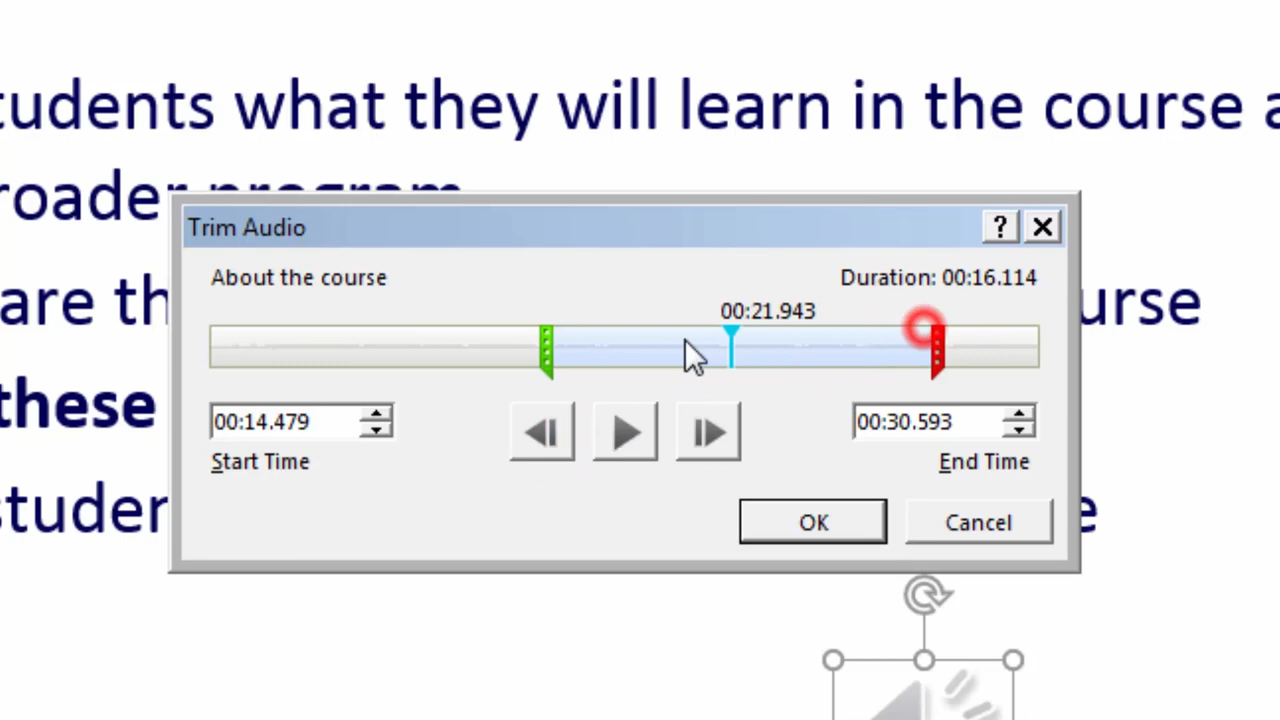 tudents what they will learn in the course a
roader program
Trim Audio
?
About the course
Duration: 00:16.114
are th
urse
00:21.943
these
00:14.479
00:30.593
Start Time
End Time
studen
e
OK
Cancel